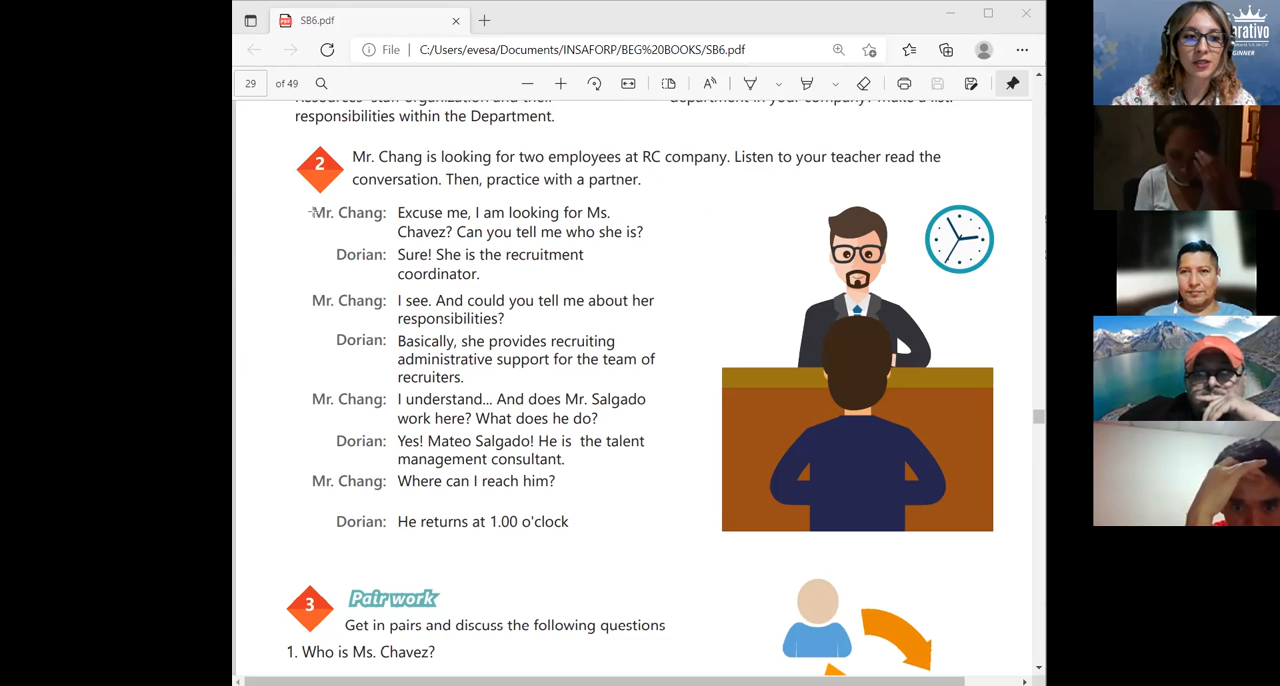 SB6.pdf
File C:/Users/evesa/Documents/INSAFORP/BEG%20BOOKS/SB6.pdf
29 of 49
responsibilities within the Department.
2
Mr. Chang is looking for two employees at RC company. Listen to your teacher read the
conversation. Then, practice with a partner.
Mr. Chang: Excuse me, I am looking for Ms.
Chavez? Can you tell me who she is?
Dorian: Sure! She is the recruitment
coordinator.
Mr. Chang: I see. And could you tell me about her
responsibilities?
Dorian: Basically, she provides recruiting
administrative support for the team of
recruiters.
Mr. Chang: I understand... And does Mr. Salgado
work here? What does he do?
Dorian: Yes! Mateo Salgado! He is the talent
management consultant.
Mr. Chang: Where can I reach him?
Dorian: He returns at 1.00 o'clock
3
Pair work
Get in pairs and discuss the following questions
1. Who is Ms. Chavez?